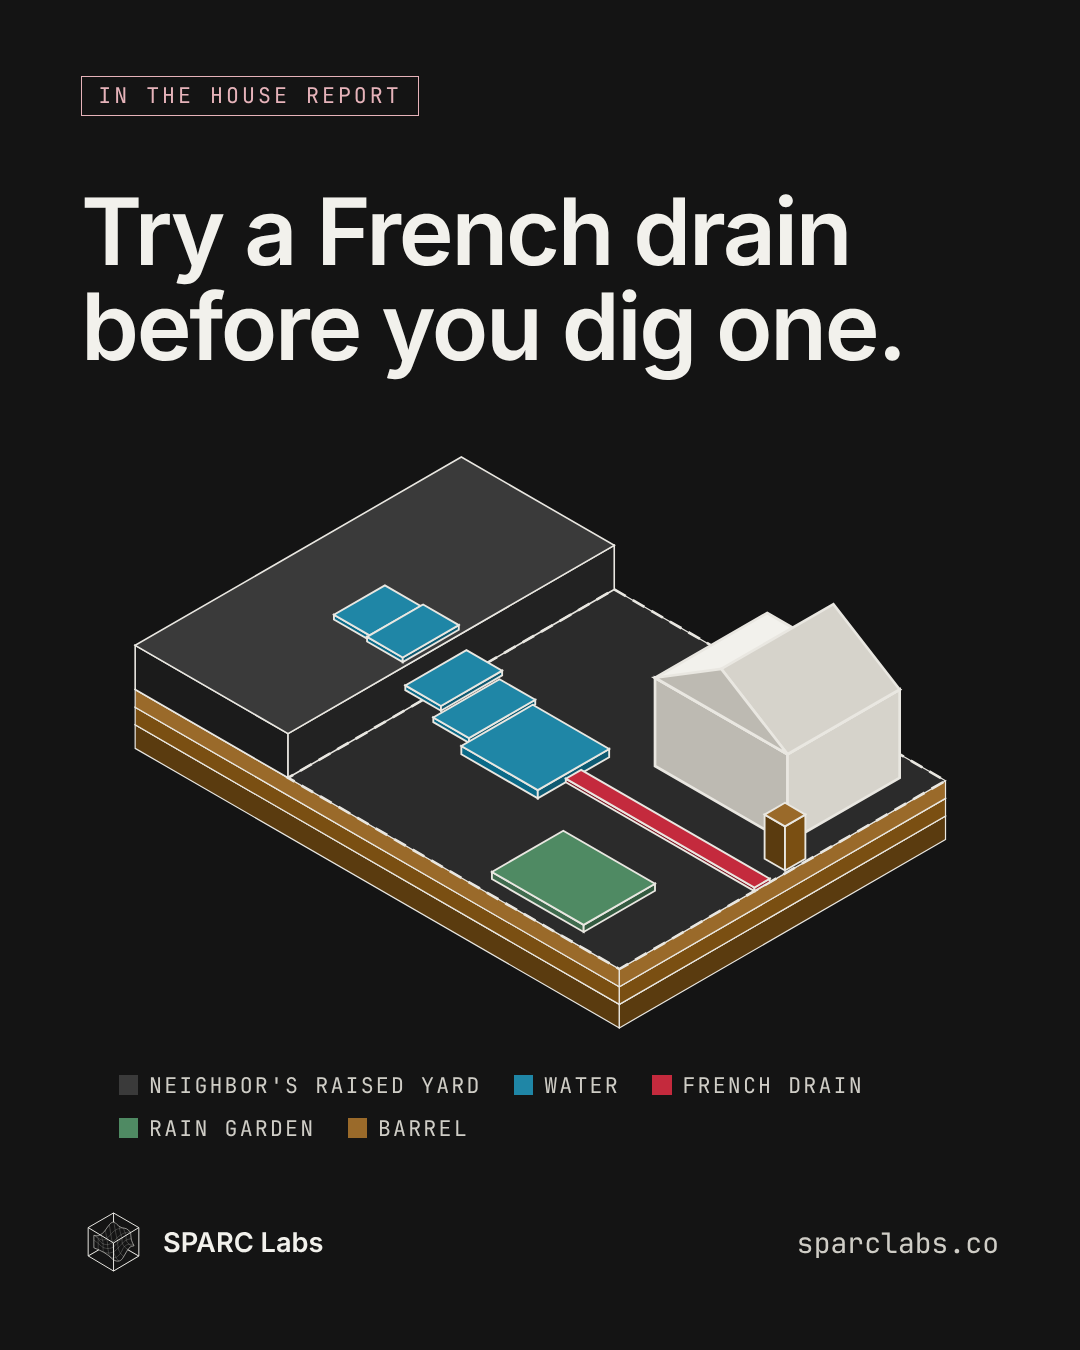 IN THE HOUSE REPORT
Try a French drain
before you dig one.
NEIGHBOR'S RAISED YARD WATER FRENCH DRAIN
RAIN GARDEN BARREL
SPARC Labs sparclabs.co